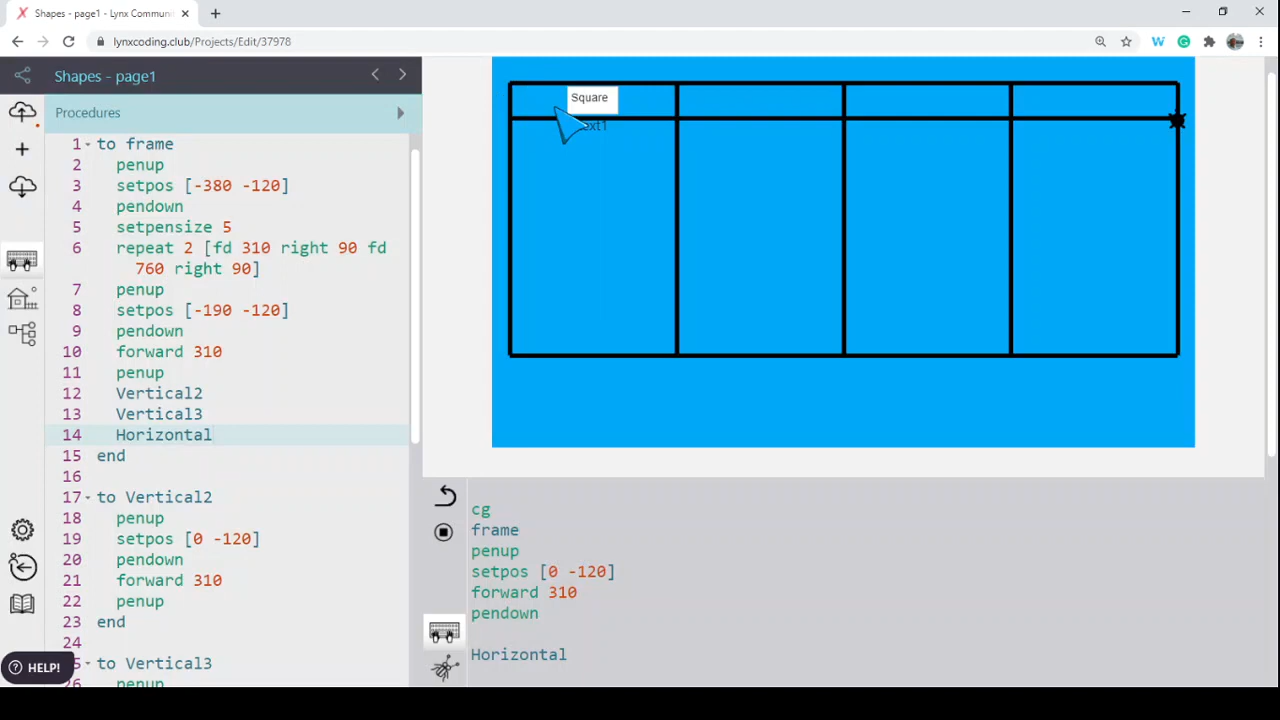 Shapes - page1 - Lynx Commun
lynxcoding.club/Projects/Edit/37978
Shapes - page1
Procedures
1 to frame
2 penup
3 setpos [-380 -120]
4 pendown
5 setpensize 5
6 repeat 2 [fd 310 right 90 fd
760 right 90]
7 penup
8 setpos [-190 -120]
9 pendown
10 forward 310
11 penup
12 Vertical2
13 Vertical3
14 Horizontal
15 end
16
17 to Vertical2
18 penup
19 setpos [0 -120]
20 pendown
21 forward 310
22 penup
23 end
24
to Vertical3
26 penup
HELP!
Square
ext1
cg
frame
penup
setpos [0 -120]
forward 310
pendown
Horizontal